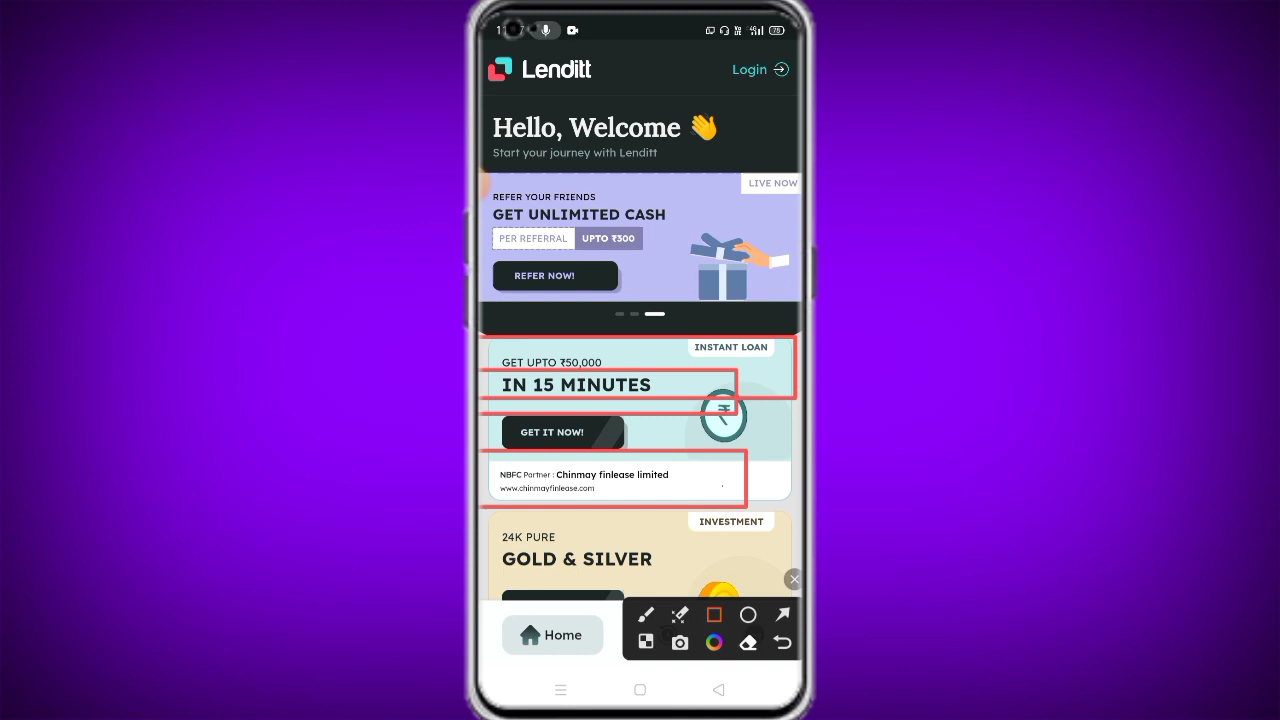 Lenditt
Login
Hello, Welcome 👋
Start your journey with Lenditt
LIVE NOW
REFER YOUR FRIENDS
GET UNLIMITED CASH
PER REFERRAL UPTO ₹300
REFER NOW!
INSTANT LOAN
GET UPTO ₹50,000
IN 15 MINUTES
₹
GET IT NOW!
NBFC Partner : Chinmay finlease limited
www.chinmayfinlease.com
INVESTMENT
24K PURE
GOLD & SILVER
Home